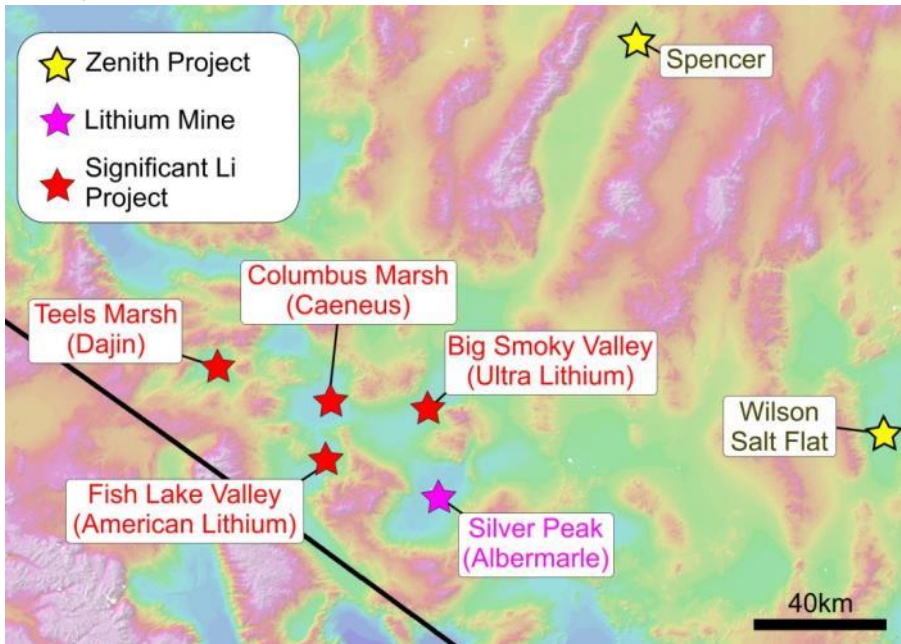 Zenith Project
Lithium Mine
Significant Li
Project
Spencer
Columbus Marsh
(Caeneus)
Teels Marsh
(Dajin)
Big Smoky Valley
(Ultra Lithium)
Wilson
Salt Flat
Fish Lake Valley
(American Lithium)
Silver Peak
(Albermarle)
40km